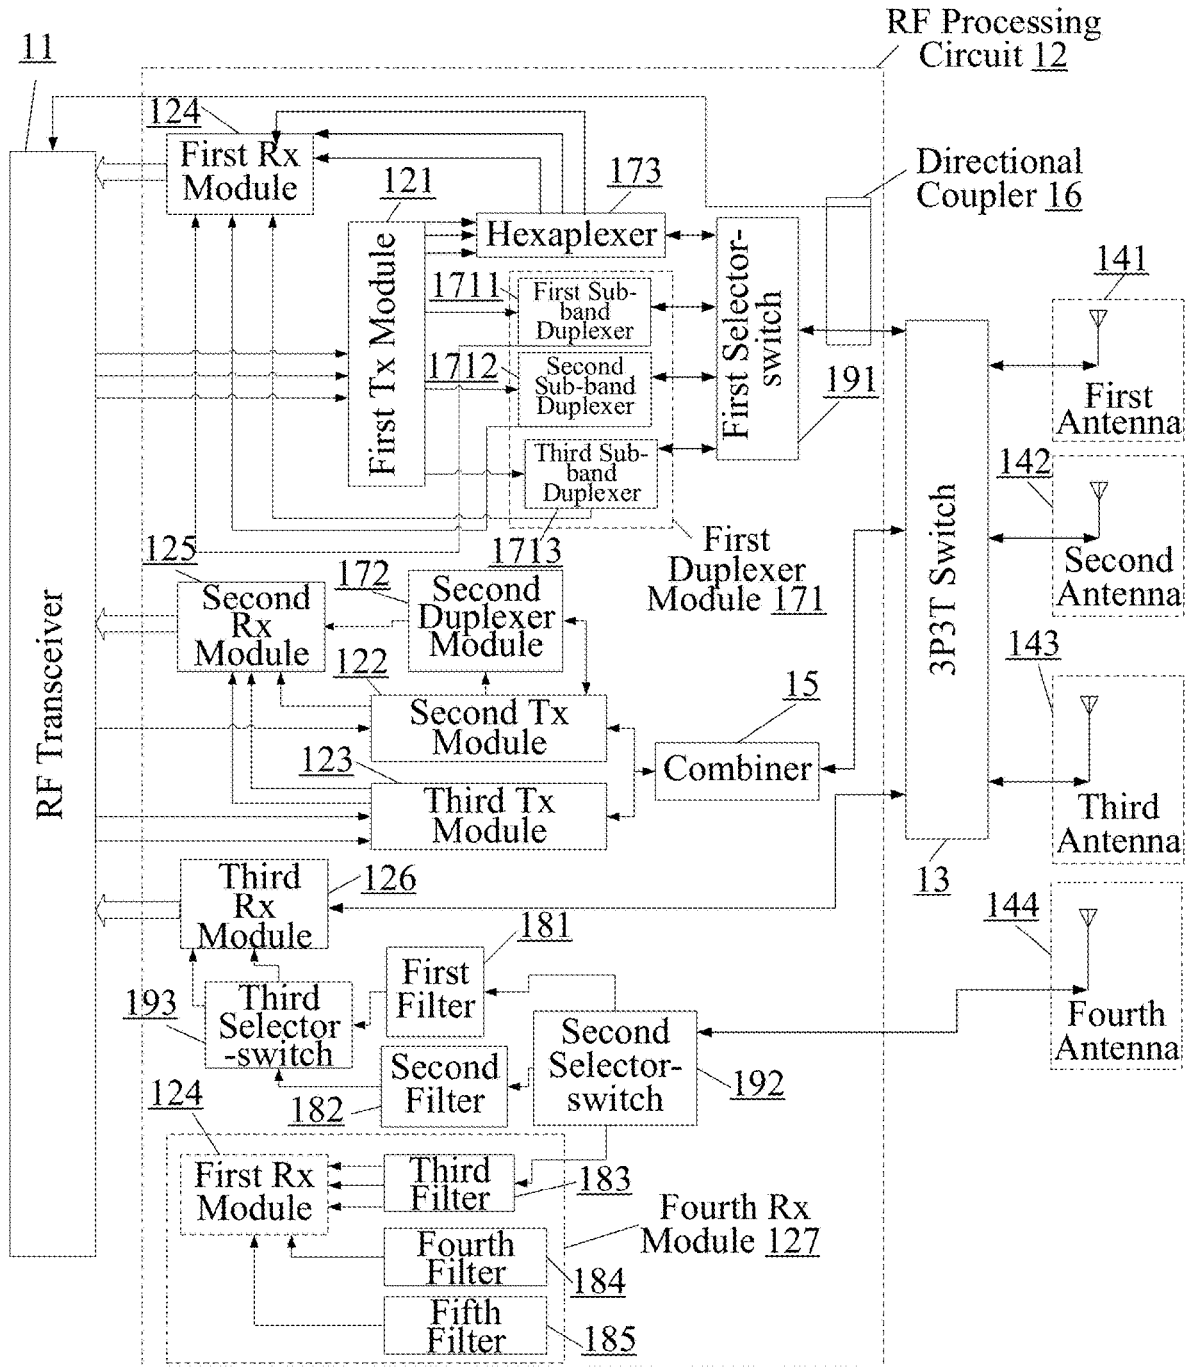 RF Processing
Circuit 12
11
124
First Rx
Module
121
173
Hexaplexer
Directional
Coupler 16
First Tx Module
1711
First Sub-
band
Duplexer
1712
Second
Sub-band
Duplexer
Third Sub-
band
Duplexer
1713
First Selector-
switch
191
141
First
Antenna
142
Second
Antenna
3P3T Switch
13
143
Third
Antenna
144
Fourth
Antenna
First
Duplexer
Module 171
RF Transceiver
125
Second
Rx
Module
172
Second
Duplexer
Module
122
Second Tx
Module
15
Combiner
123
Third Tx
Module
Third
Rx
Module
126
181
First
Filter
193
Third
Selector
-switch
Second
Filter
182
Second
Selector-
switch
192
124
First Rx
Module
Third
Filter
183
Fourth Rx
Module 127
Fourth
Filter
184
Fifth
Filter
185